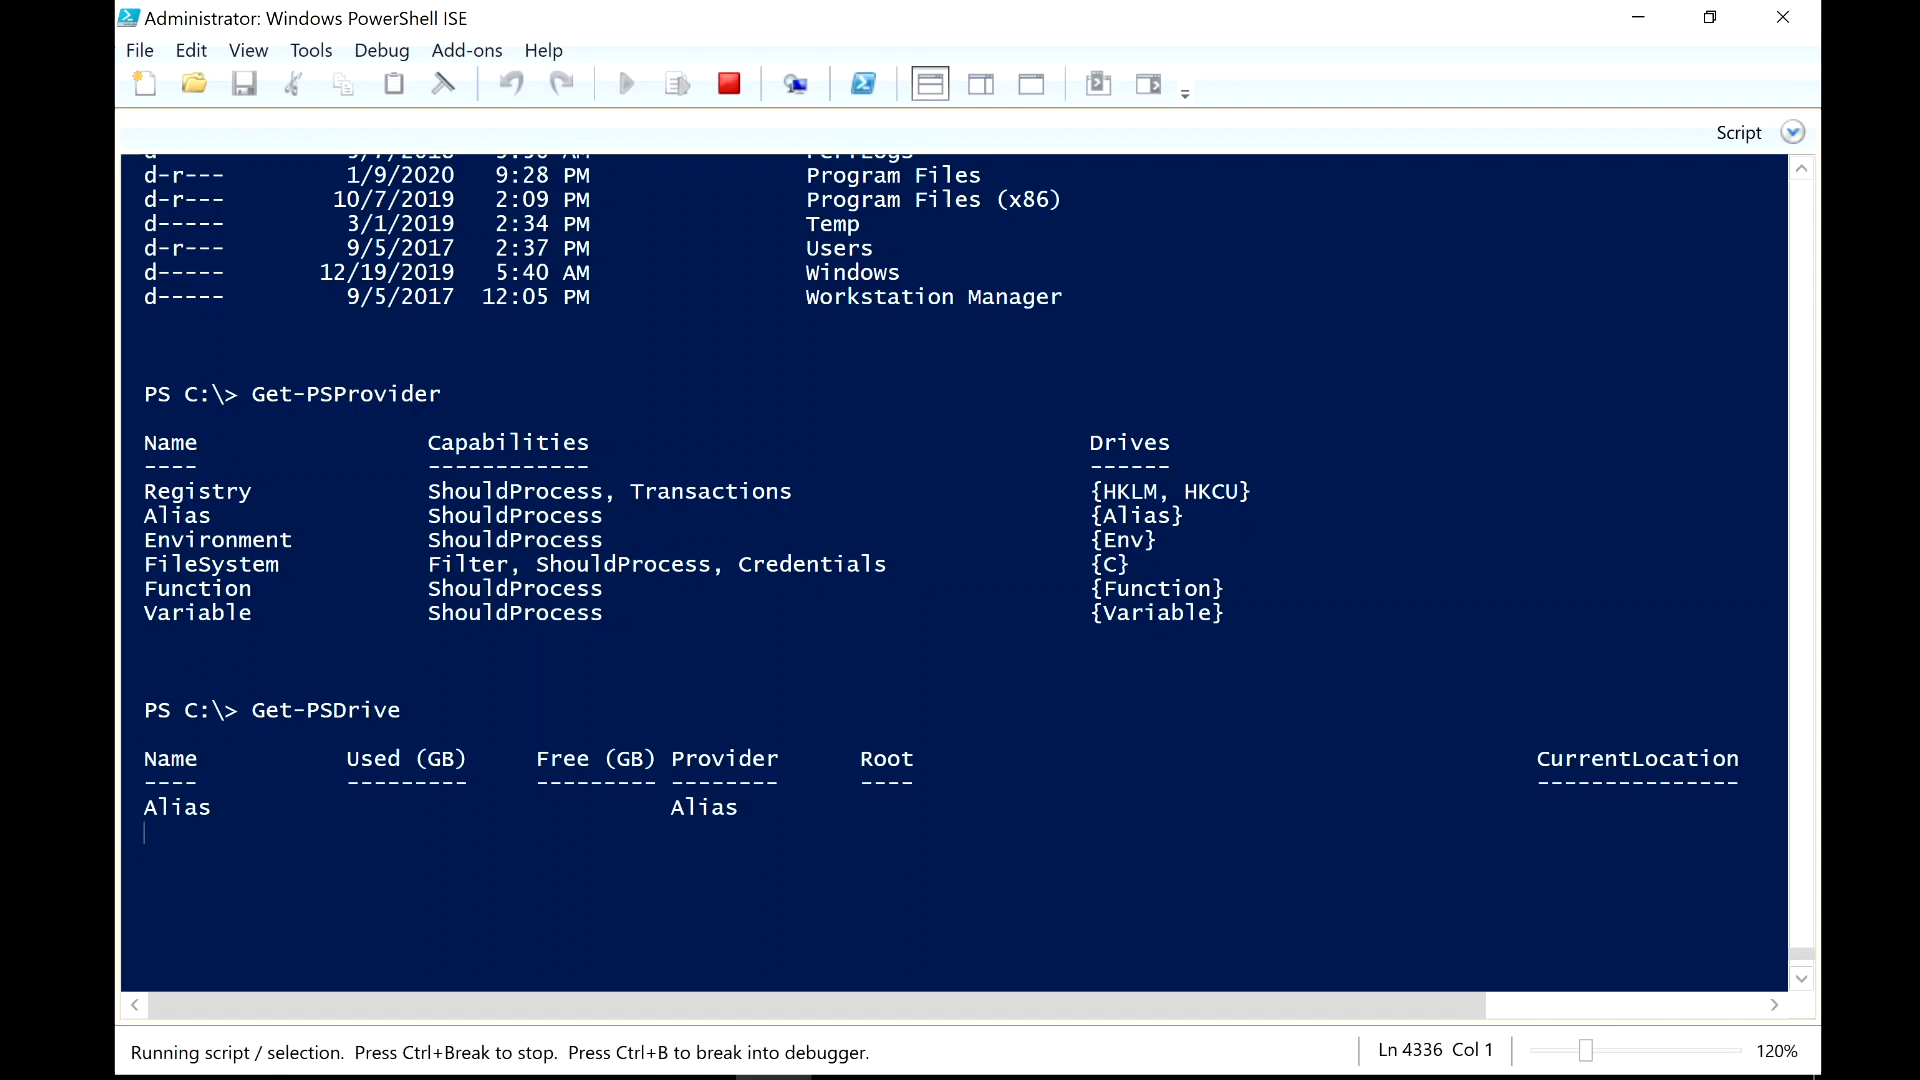 Administrator: Windows PowerShell ISE
File Edit View Tools Debug Add-ons Help
Script
d-r--- 1/9/2020 9:28 PM Program Files
d-r--- 10/7/2019 2:09 PM Program Files (x86)
d----- 3/1/2019 2:34 PM Temp
d-r--- 9/5/2017 2:37 PM Users
d----- 12/19/2019 5:40 AM Windows
d----- 9/5/2017 12:05 PM Workstation Manager
PS C:\> Get-PSProvider
Name Capabilities Drives
---- ------------ ------
Registry ShouldProcess, Transactions {HKLM, HKCU}
Alias ShouldProcess {Alias}
Environment ShouldProcess {Env}
FileSystem Filter, ShouldProcess, Credentials {C}
Function ShouldProcess {Function}
Variable ShouldProcess {Variable}
PS C:\> Get-PSDrive
Name Used (GB) Free (GB) Provider Root CurrentLocation
---- --------- --------- -------- ---- ---------------
Alias Alias
Running script / selection. Press Ctrl+Break to stop. Press Ctrl+B to break into debugger.
Ln 4336 Col 1 120%